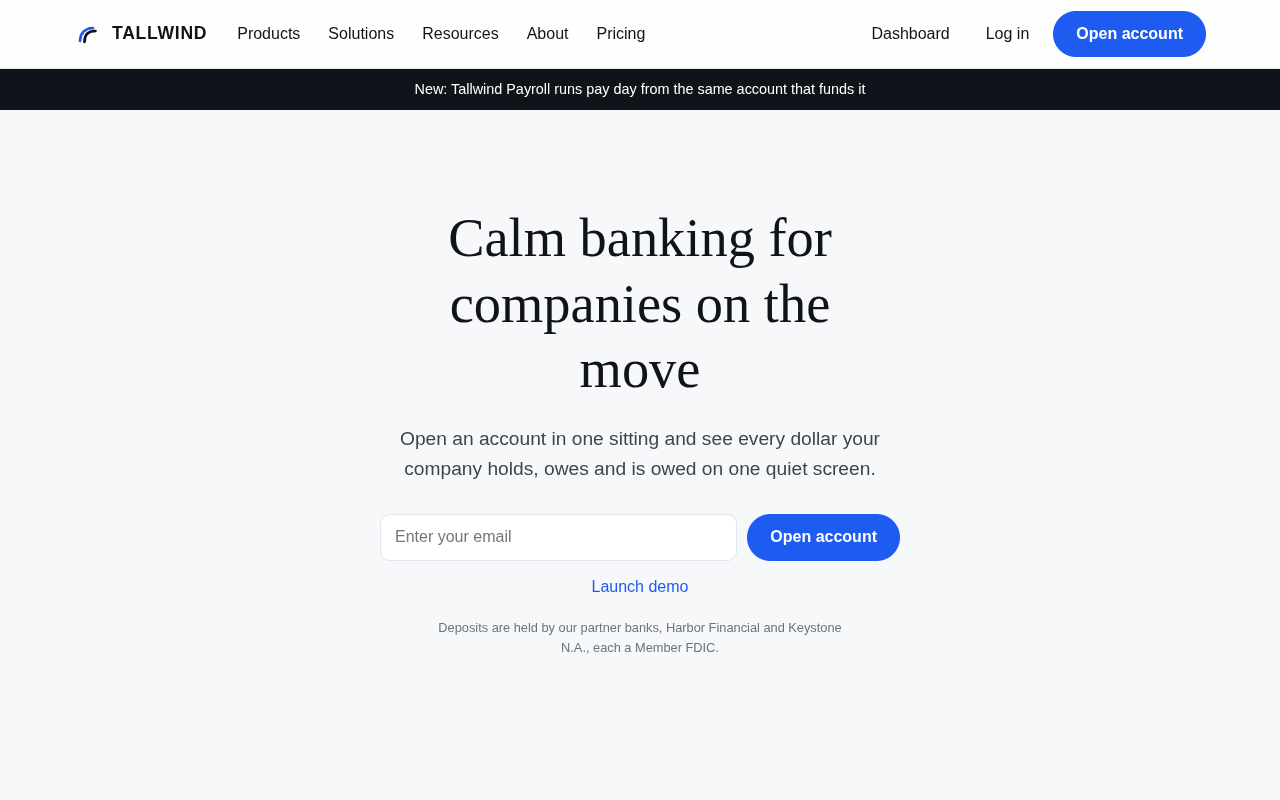 TALLWIND Products Solutions Resources About Pricing Dashboard Log in Open account
New: Tallwind Payroll runs pay day from the same account that funds it
Calm banking for
companies on the
move
Open an account in one sitting and see every dollar your
company holds, owes and is owed on one quiet screen.
Enter your email Open account
Launch demo
Deposits are held by our partner banks, Harbor Financial and Keystone
N.A., each a Member FDIC.